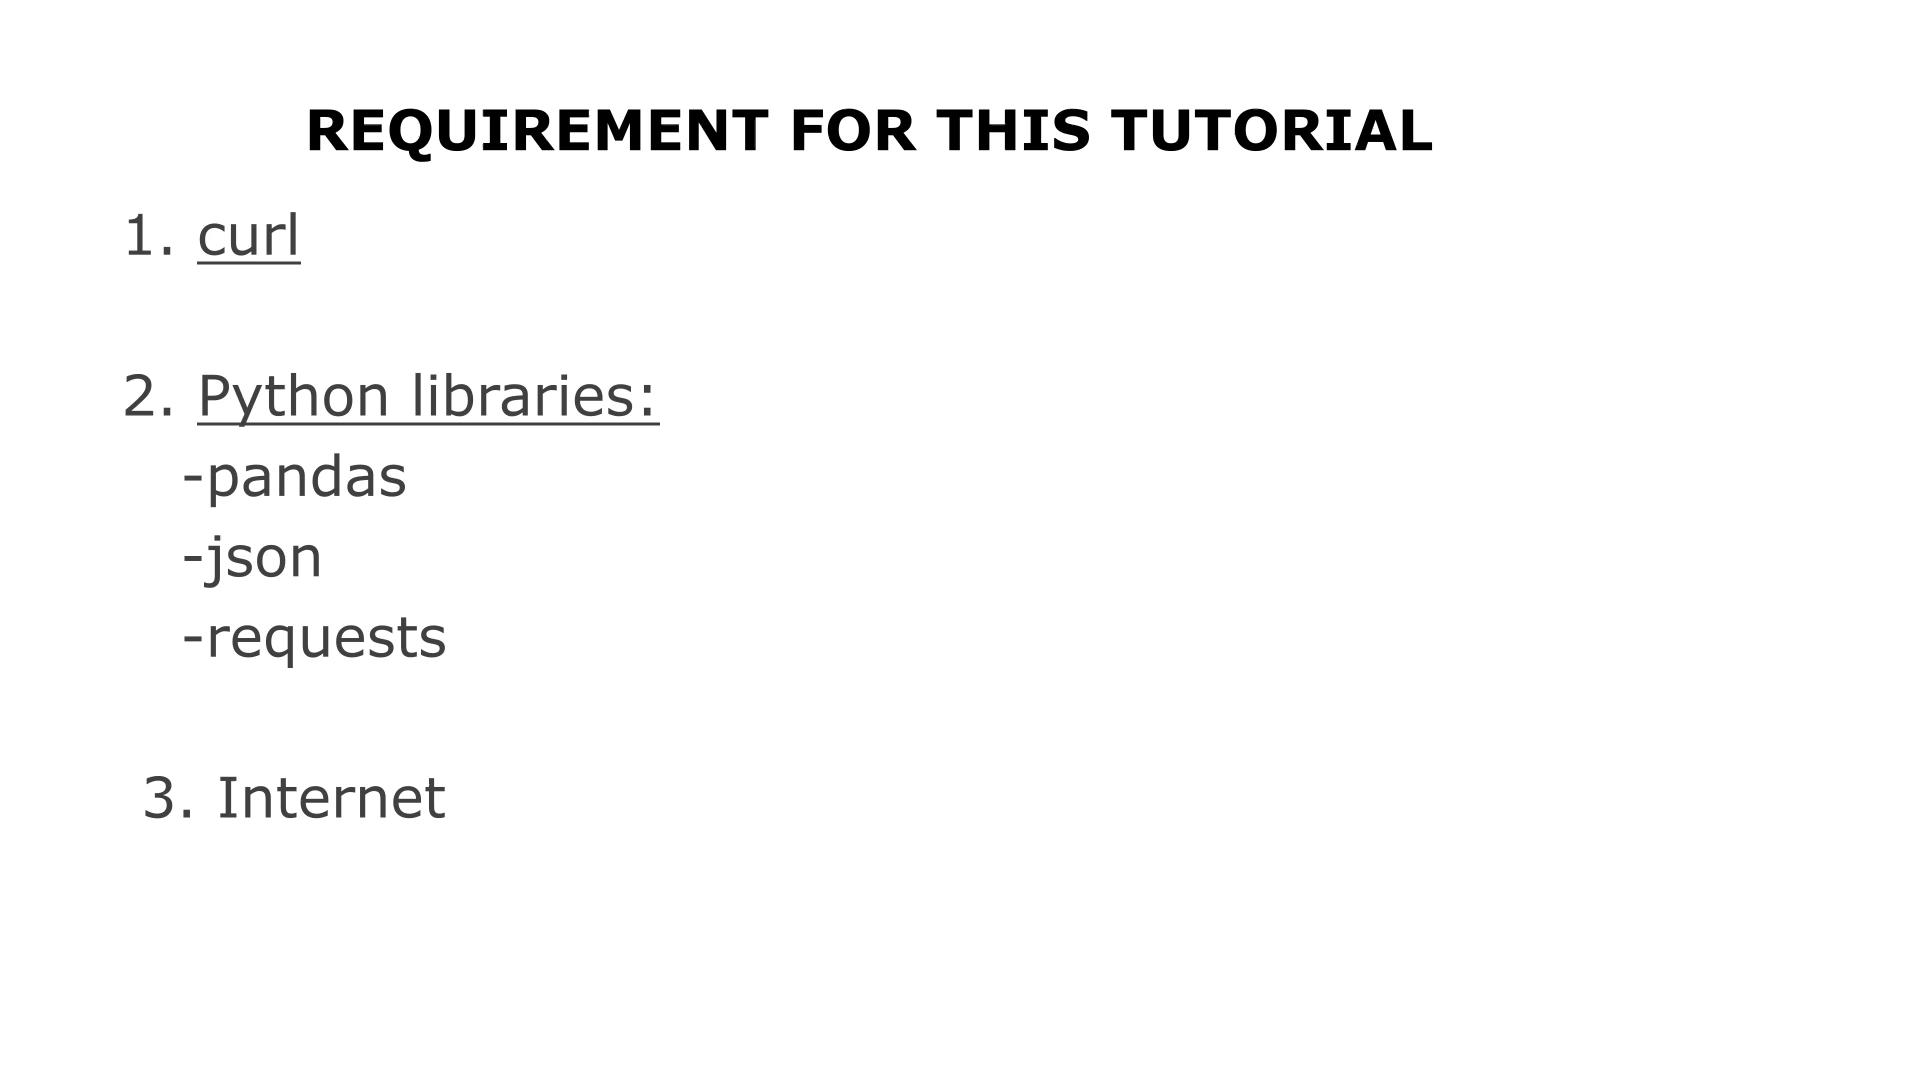 REQUIREMENT FOR THIS TUTORIAL
1. curl
2. Python libraries:
-pandas
-json
-requests
3. Internet